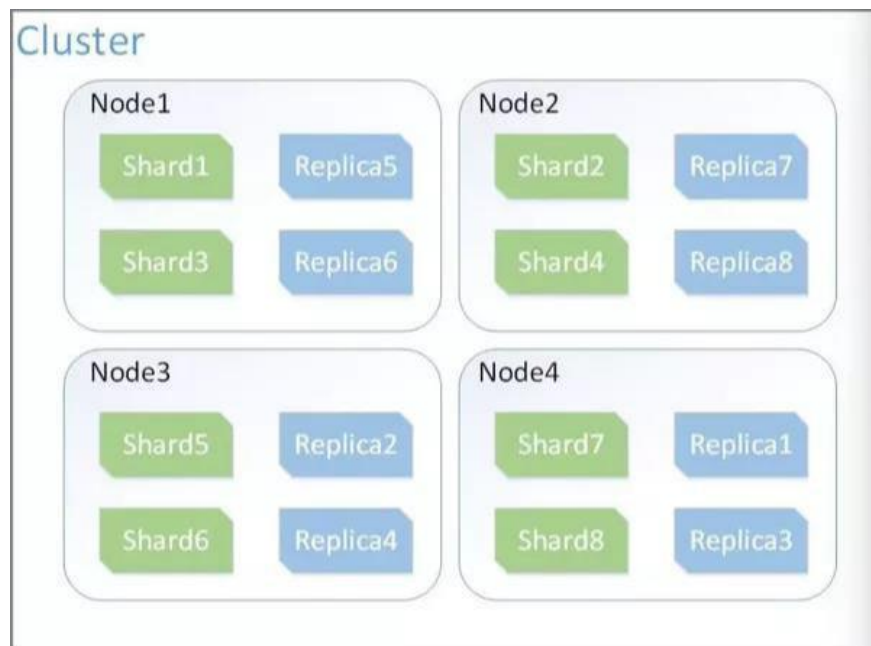 Cluster
Node1
Shard1 Replica5
Shard3 Replica6
Node2
Shard2 Replica7
Shard4 Replica8
Node3
Shard5 Replica2
Shard6 Replica4
Node4
Shard7 Replica1
Shard8 Replica3